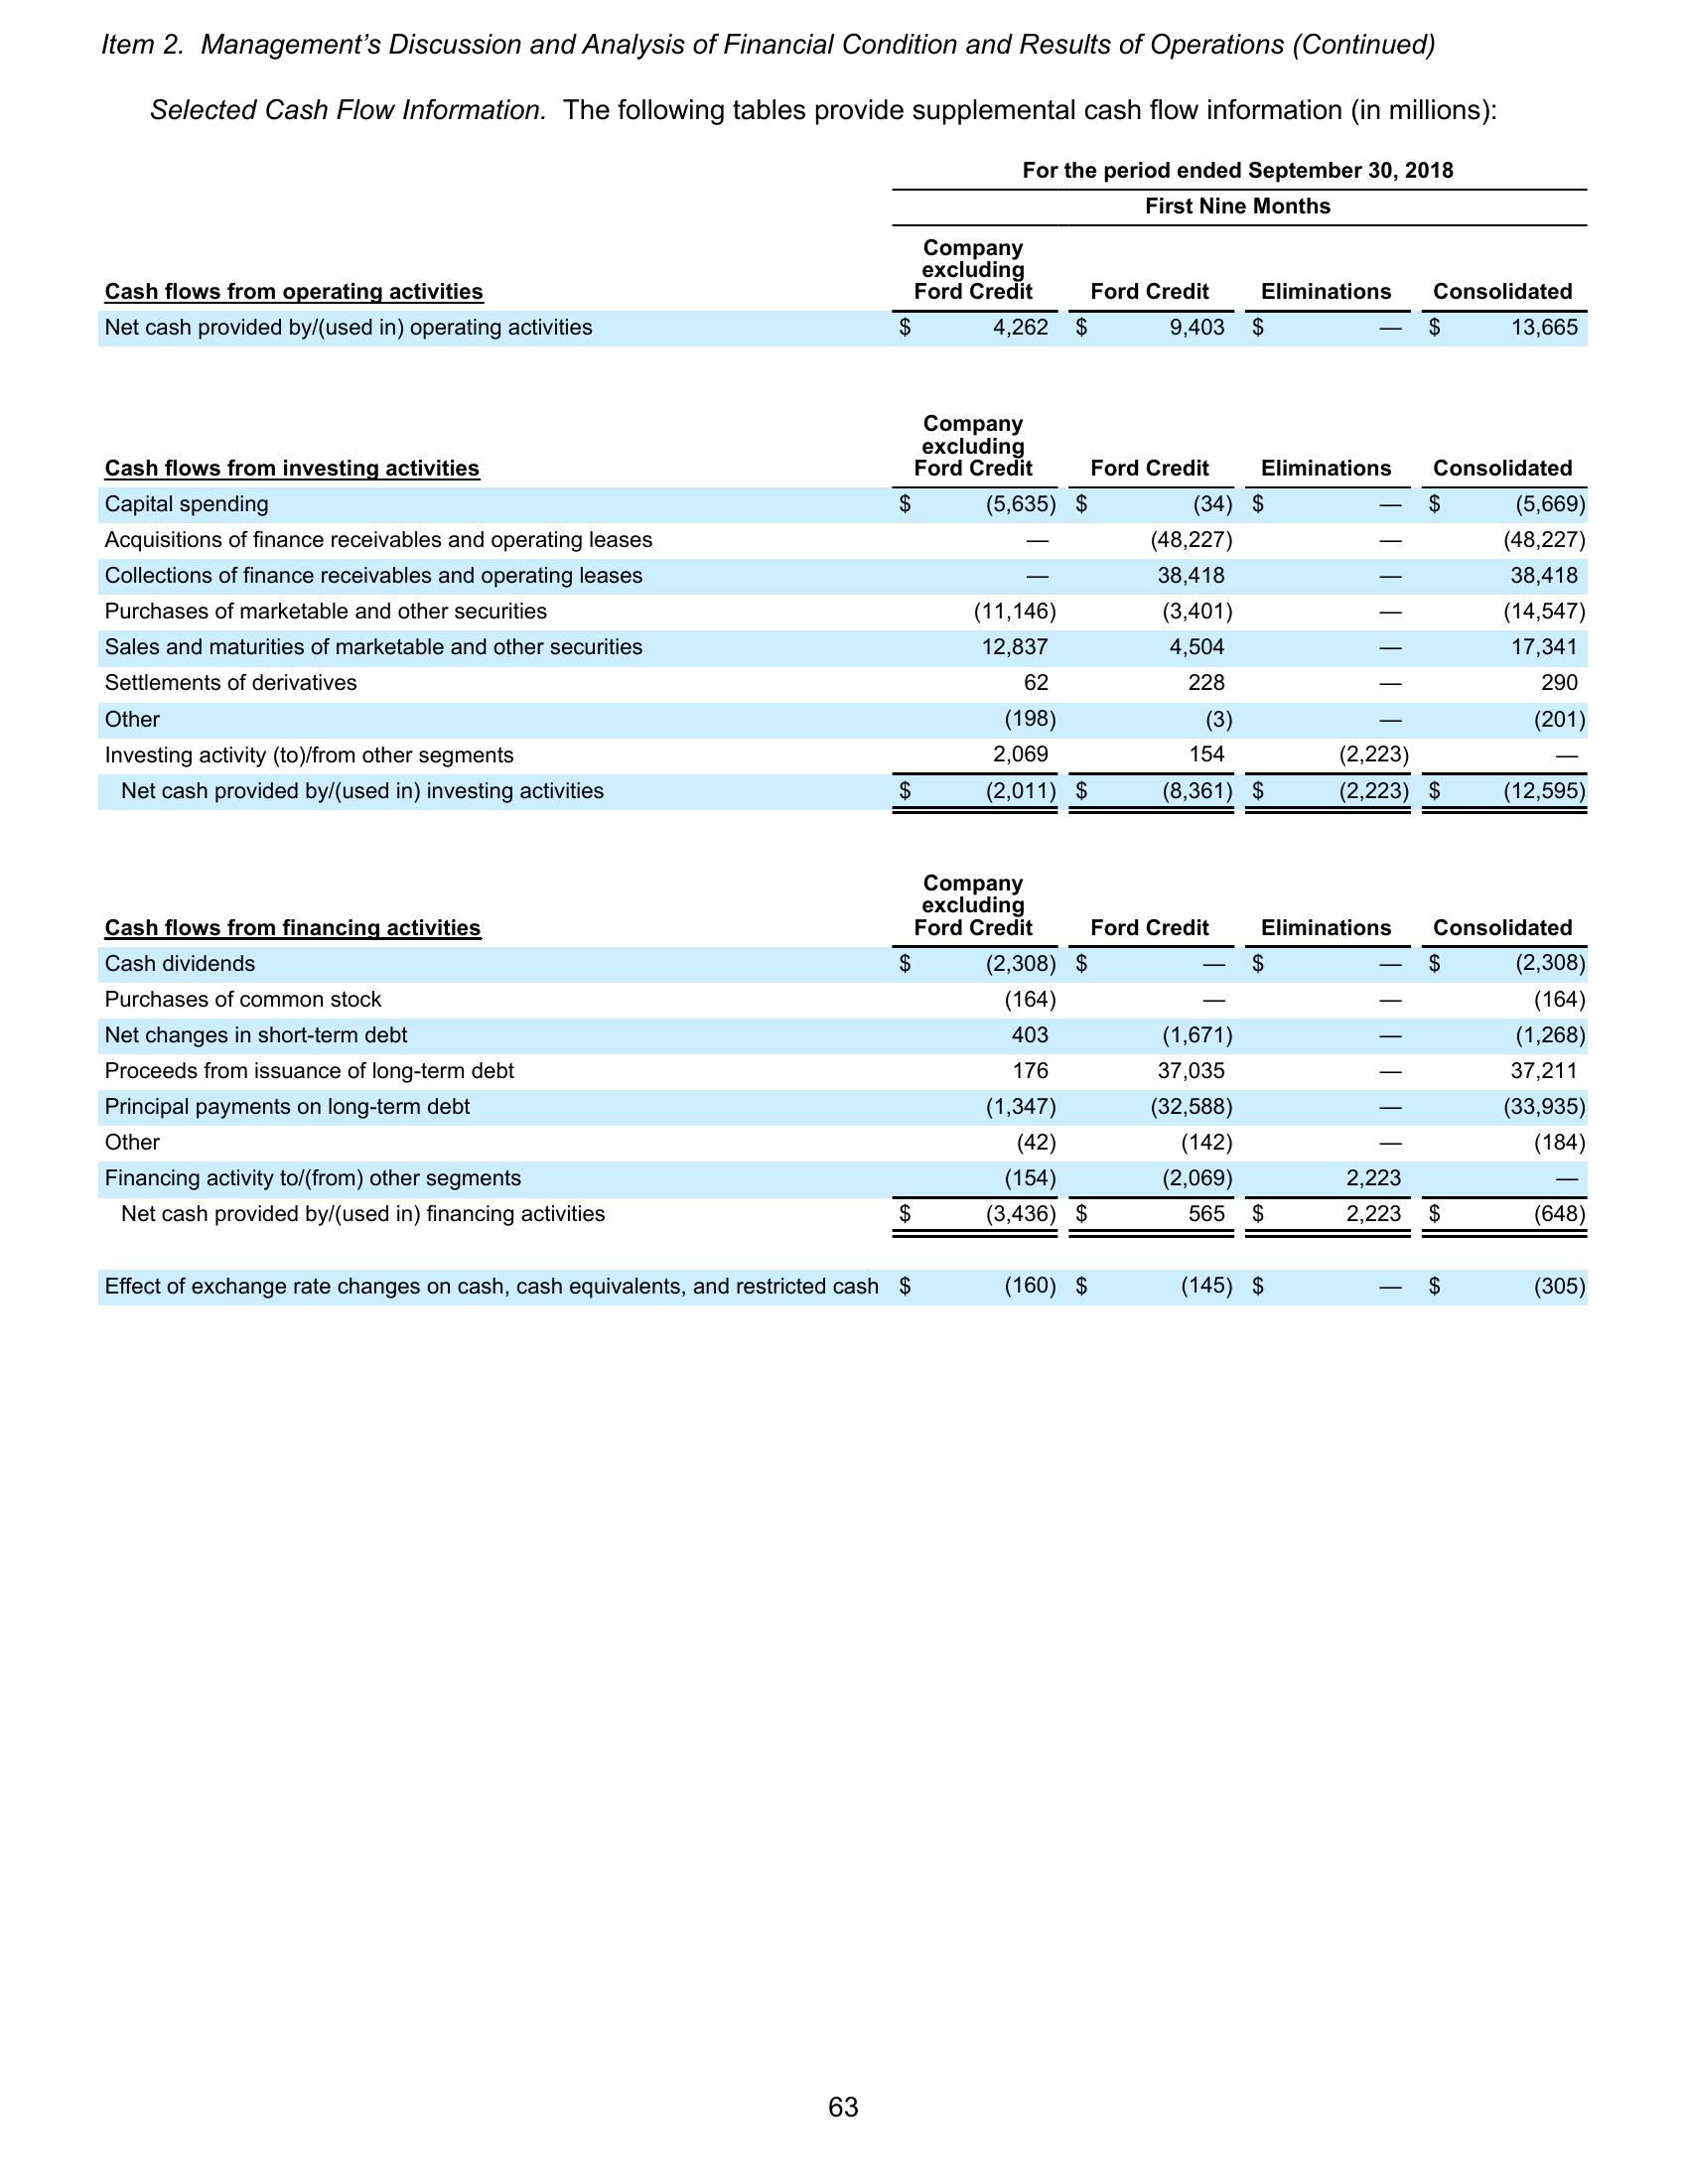 Item 2. Management’s Discussion and Analysis of Financial Condition and Results of Operations (Continued)
Selected Cash Flow Information. The following tables provide supplemental cash flow information (in millions):
For the period ended September 30, 2018
First Nine Months
Cash flows from operating activities Company excluding Ford Credit Ford Credit Eliminations Consolidated
Net cash provided by/(used in) operating activities $ 4,262 $ 9,403 $ — $ 13,665
Cash flows from investing activities Company excluding Ford Credit Ford Credit Eliminations Consolidated
Capital spending $ (5,635) $ (34) $ — $ (5,669)
Acquisitions of finance receivables and operating leases — (48,227) — (48,227)
Collections of finance receivables and operating leases — 38,418 — 38,418
Purchases of marketable and other securities (11,146) (3,401) — (14,547)
Sales and maturities of marketable and other securities 12,837 4,504 — 17,341
Settlements of derivatives 62 228 — 290
Other (198) (3) — (201)
Investing activity (to)/from other segments 2,069 154 (2,223) —
Net cash provided by/(used in) investing activities $ (2,011) $ (8,361) $ (2,223) $ (12,595)
Cash flows from financing activities Company excluding Ford Credit Ford Credit Eliminations Consolidated
Cash dividends $ (2,308) $ — $ — $ (2,308)
Purchases of common stock (164) — — (164)
Net changes in short-term debt 403 (1,671) — (1,268)
Proceeds from issuance of long-term debt 176 37,035 — 37,211
Principal payments on long-term debt (1,347) (32,588) — (33,935)
Other (42) (142) — (184)
Financing activity to/(from) other segments (154) (2,069) 2,223 —
Net cash provided by/(used in) financing activities $ (3,436) $ 565 $ 2,223 $ (648)
Effect of exchange rate changes on cash, cash equivalents, and restricted cash $ (160) $ (145) $ — $ (305)
63